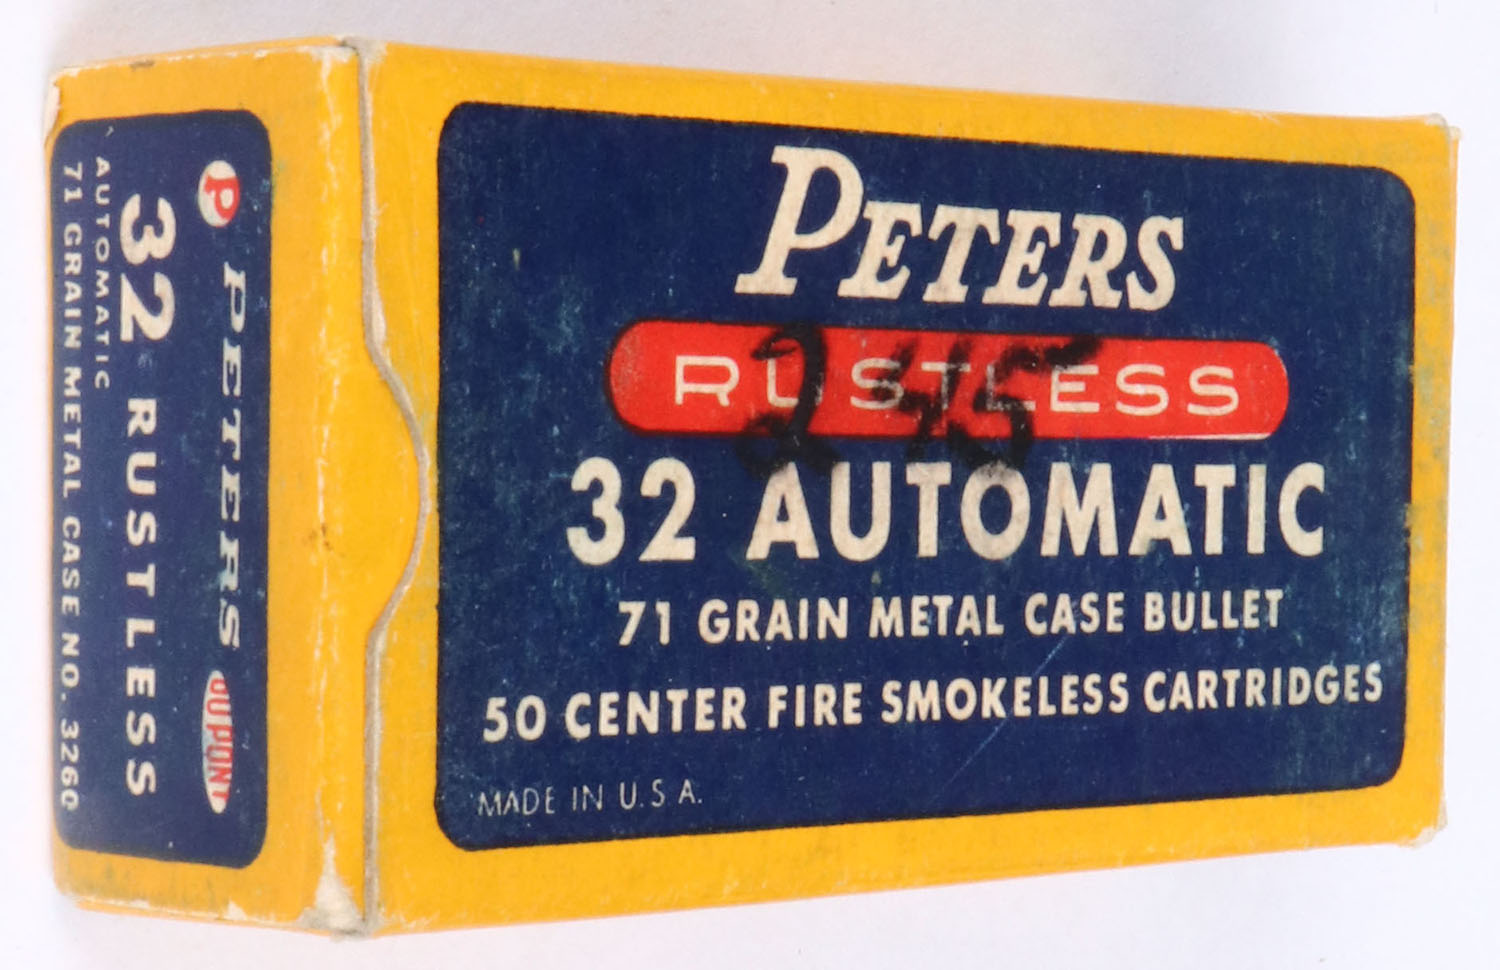 PETERS
RUSTLESS
245
32 AUTOMATIC
71 GRAIN METAL CASE BULLET
50 CENTER FIRE SMOKELESS CARTRIDGES
MADE IN U.S A.
P PETERS DUPONT
32 RUSTLESS
AUTOMATIC
71 GRAIN METAL CASE NO. 3260